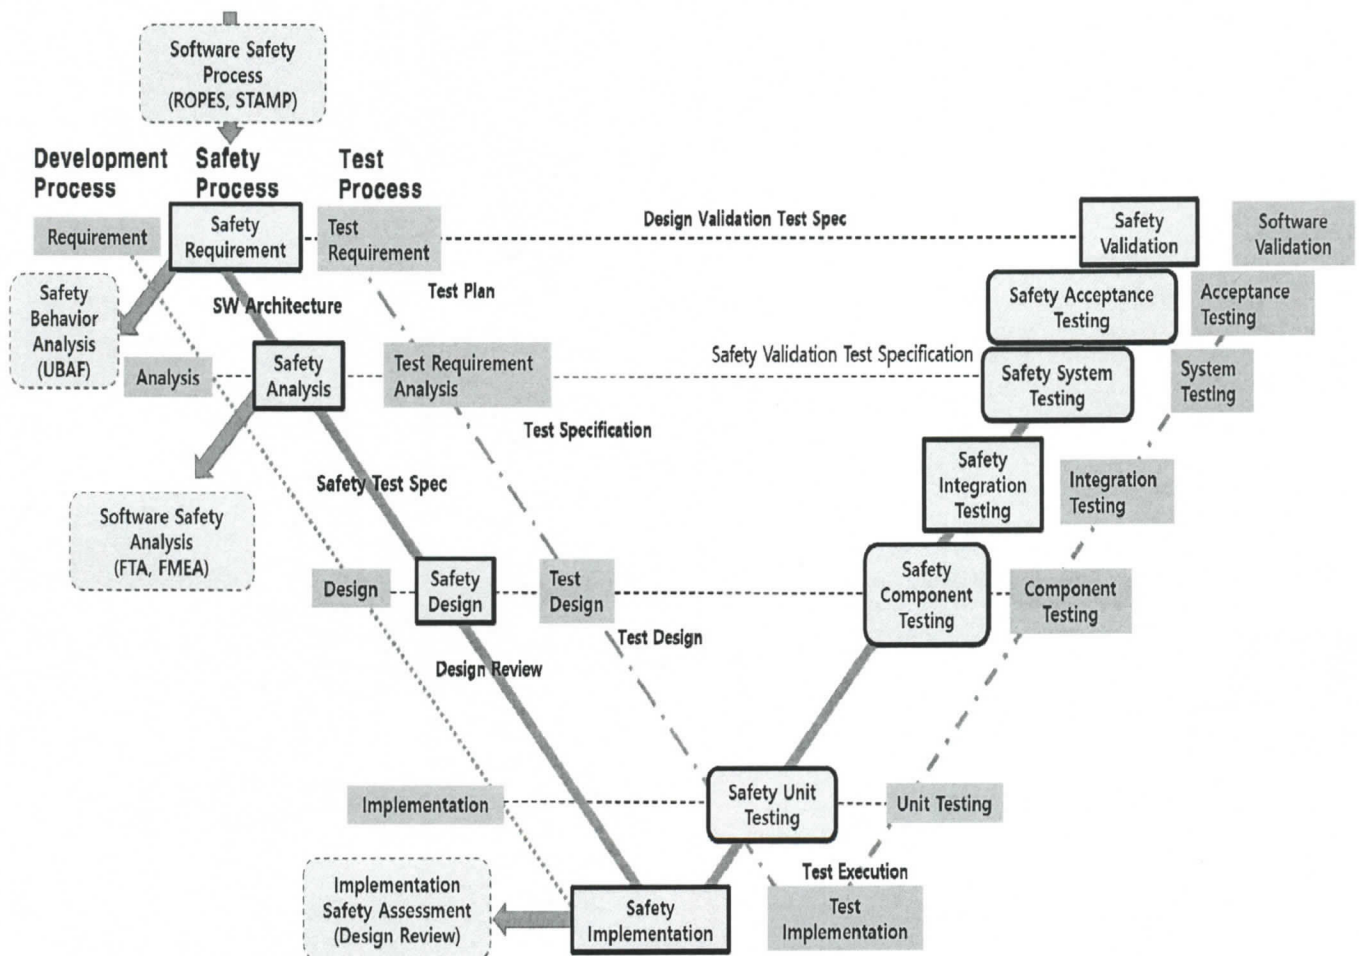 Software Safety
Process
(ROPES, STAMP)
Development
Process
Safety
Process
Test
Process
Requirement
Safety
Requirement
Test
Requirement
Design Validation Test Spec
Safety
Validation
Software
Validation
Safety
Behavior
Analysis
(UBAF)
SW Architecture
Test Plan
Safety Acceptance
Testing
Acceptance
Testing
Analysis
Safety
Analysis
Test Requirement
Analysis
Safety Validation Test Specification
Safety System
Testing
System
Testing
Test Specification
Software Safety
Analysis
(FTA, FMEA)
Safety Test Spec
Safety
Integration
Testing
Integration
Testing
Design
Safety
Design
Test
Design
Safety
Component
Testing
Component
Testing
Test Design
Design Review
Implementation
Safety Unit
Testing
Unit Testing
Implementation
Safety Assessment
(Design Review)
Safety
Implementation
Test Execution
Test
Implementation